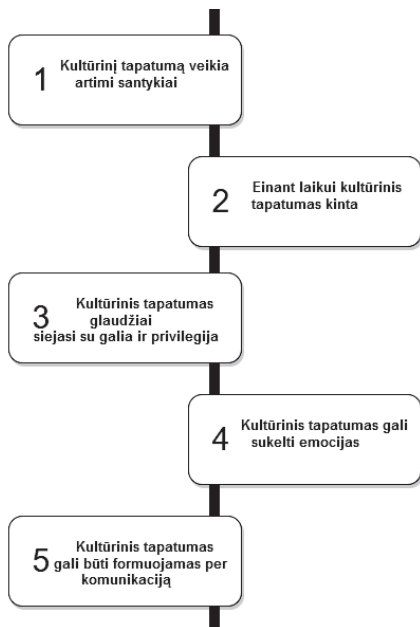 1 Kultūrinį tapatumą veikia
artimi santykiai
2 Einant laikui kultūrinis
tapatumas kinta
3 Kultūrinis tapatumas
glaudžiai
siejasi su galia ir privilegija
4 Kultūrinis tapatumas gali
sukelti emocijas
5 Kultūrinis tapatumas
gali būti formuojamas per
komunikaciją